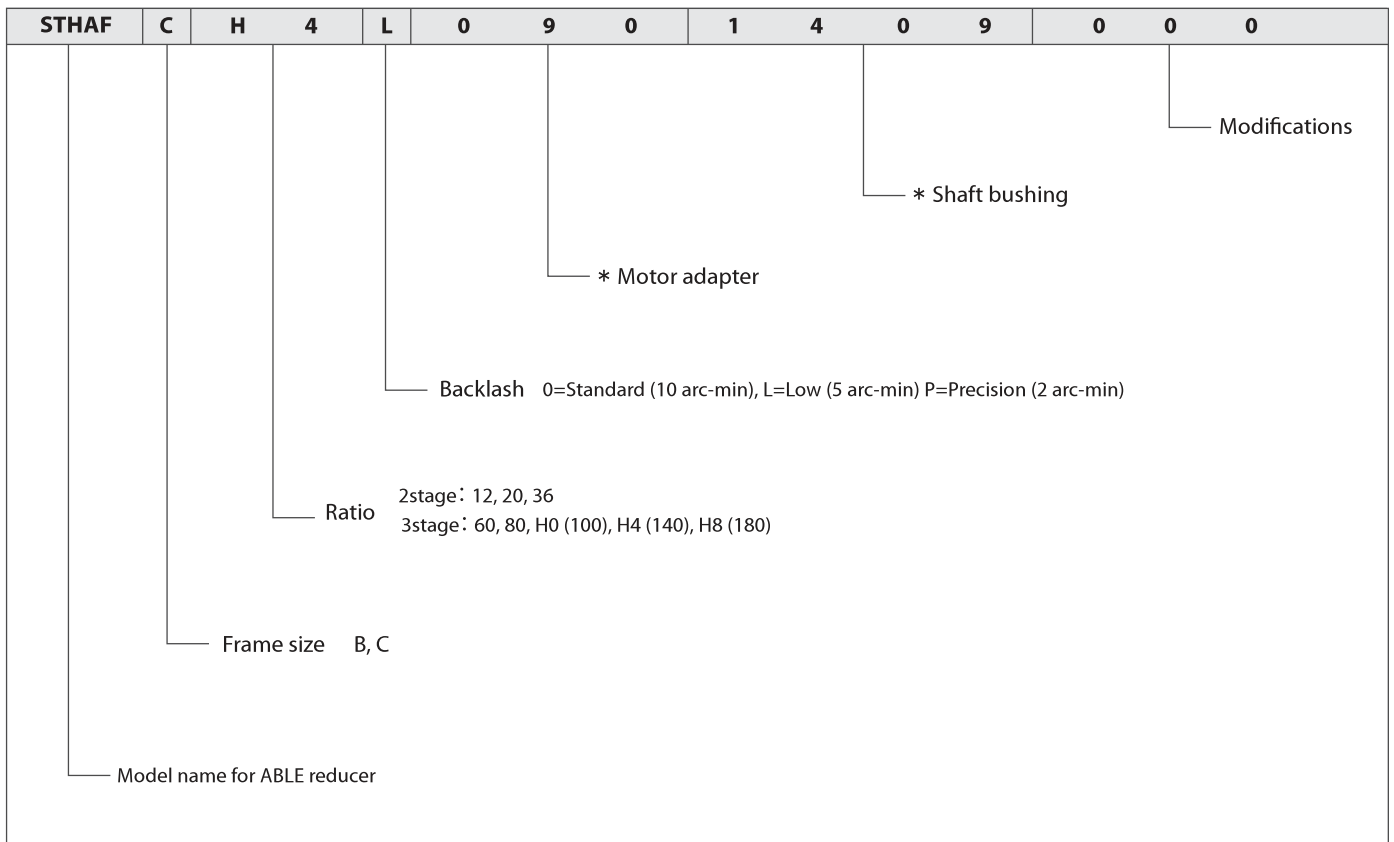 STHAF C H 4 L 0 9 0 1 4 0 9 0 0 0
Modifications
* Shaft bushing
* Motor adapter
Backlash 0=Standard (10 arc-min), L=Low (5 arc-min) P=Precision (2 arc-min)
Ratio
2stage: 12, 20, 36
3stage: 60, 80, H0 (100), H4 (140), H8 (180)
Frame size B, C
Model name for ABLE reducer